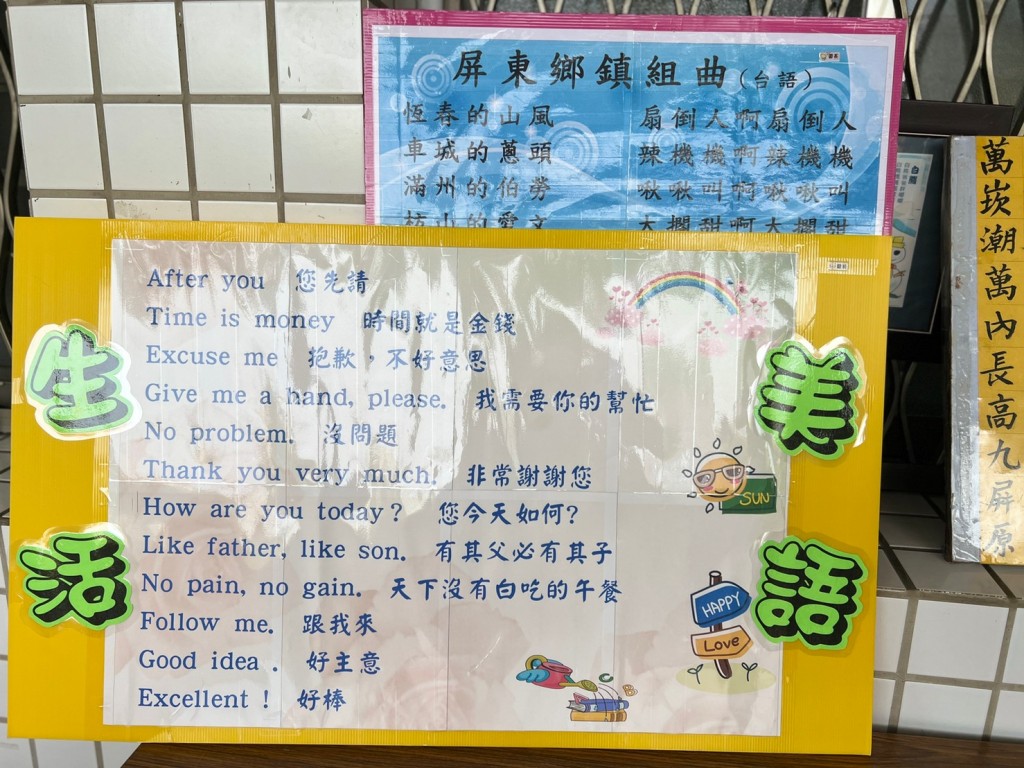 屏東鄉鎮組曲(台語)
恆春的山風 扇倒人啊扇倒人
車城的蔥頭 辣機機啊辣機機
滿州的伯勞 啾啾叫啊啾啾叫
生活
美語
After you 您先請
Time is money 時間就是金錢
Excuse me 抱歉，不好意思
Give me a hand, please. 我需要你的幫忙
No problem. 沒問題
Thank you very much! 非常謝謝您
How are you today? 您今天如何?
Like father, like son. 有其父必有其子
No pain, no gain. 天下沒有白吃的午餐
Follow me. 跟我來
Good idea . 好主意
Excellent ! 好棒
SUN
HAPPY
Love
萬崁潮萬內長高九屏原